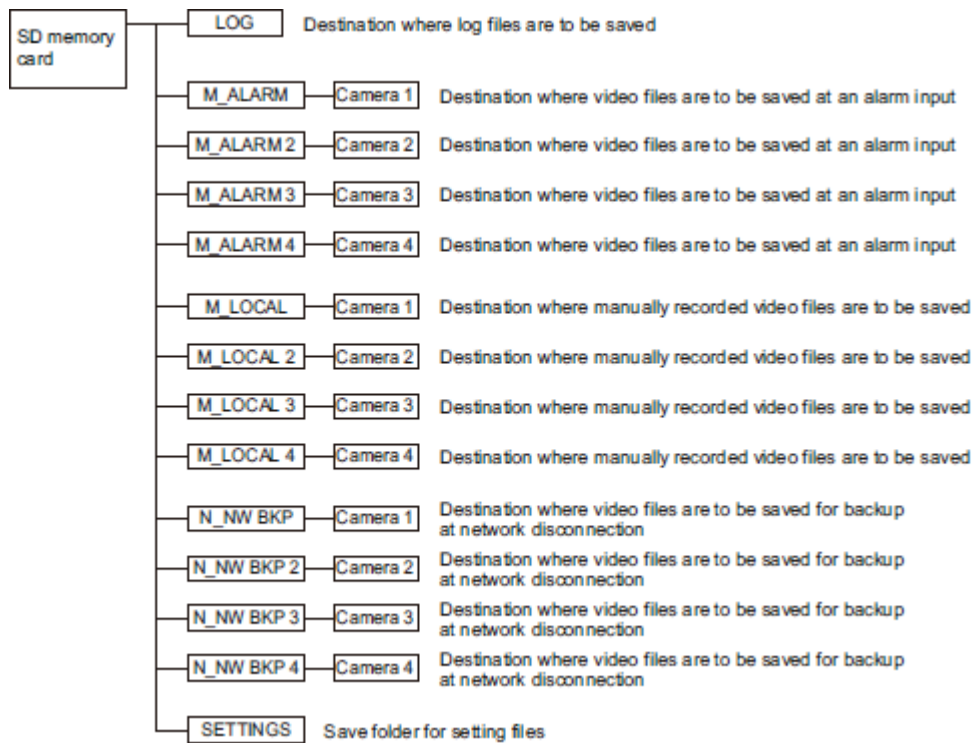 SD memory
card
LOG Destination where log files are to be saved
M_ALARM Camera 1 Destination where video files are to be saved at an alarm input
M_ALARM 2 Camera 2 Destination where video files are to be saved at an alarm input
M_ALARM 3 Camera 3 Destination where video files are to be saved at an alarm input
M_ALARM 4 Camera 4 Destination where video files are to be saved at an alarm input
M_LOCAL Camera 1 Destination where manually recorded video files are to be saved
M_LOCAL 2 Camera 2 Destination where manually recorded video files are to be saved
M_LOCAL 3 Camera 3 Destination where manually recorded video files are to be saved
M_LOCAL 4 Camera 4 Destination where manually recorded video files are to be saved
N_NW BKP Camera 1 Destination where video files are to be saved for backup
at network disconnection
N_NW BKP 2 Camera 2 Destination where video files are to be saved for backup
at network disconnection
N_NW BKP 3 Camera 3 Destination where video files are to be saved for backup
at network disconnection
N_NW BKP 4 Camera 4 Destination where video files are to be saved for backup
at network disconnection
SETTINGS Save folder for setting files